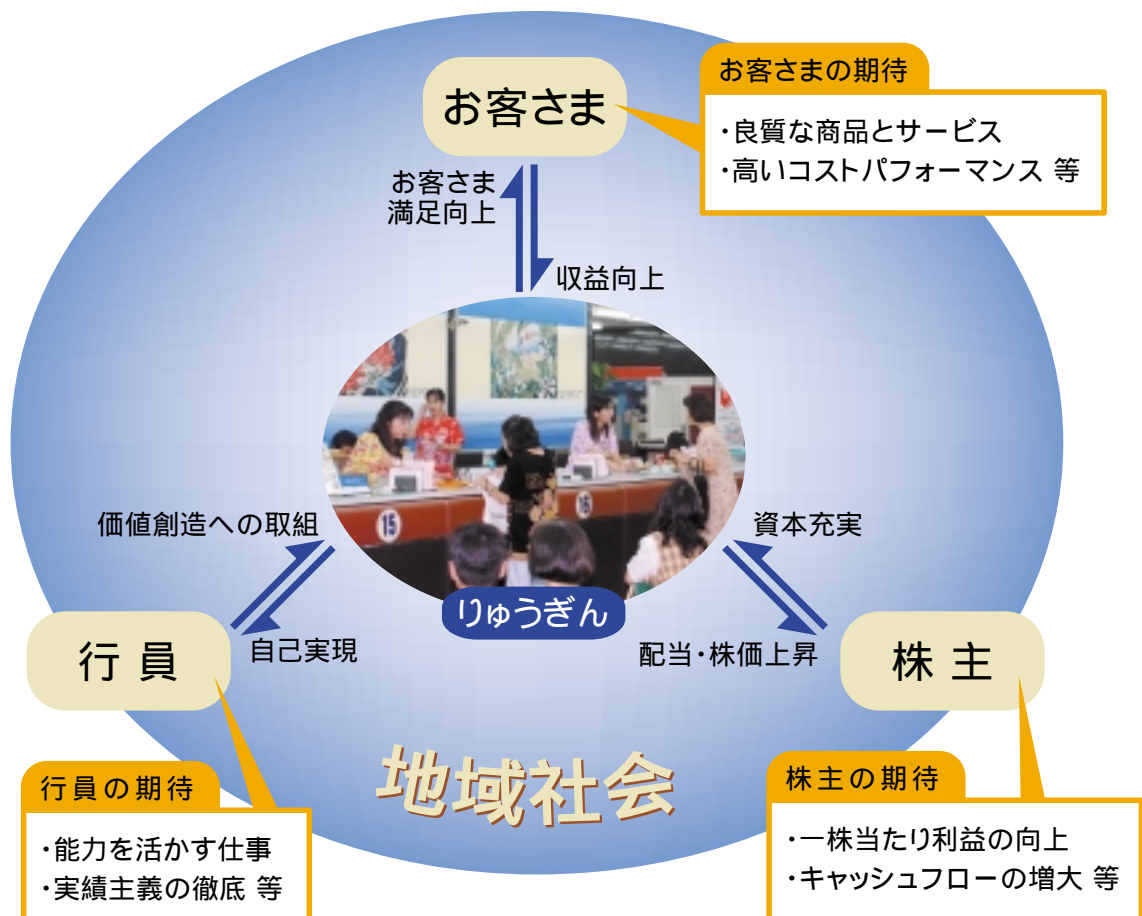 お客さま
お客さまの期待
・良質な商品とサービス
・高いコストパフォーマンス 等
お客さま
満足向上
収益向上
15
16
りゅうぎん
価値創造への取組
自己実現
資本充実
配当・株価上昇
行員
株主
地域社会
行員の期待
・能力を活かす仕事
・実績主義の徹底 等
株主の期待
・一株当たり利益の向上
・キャッシュフローの増大 等